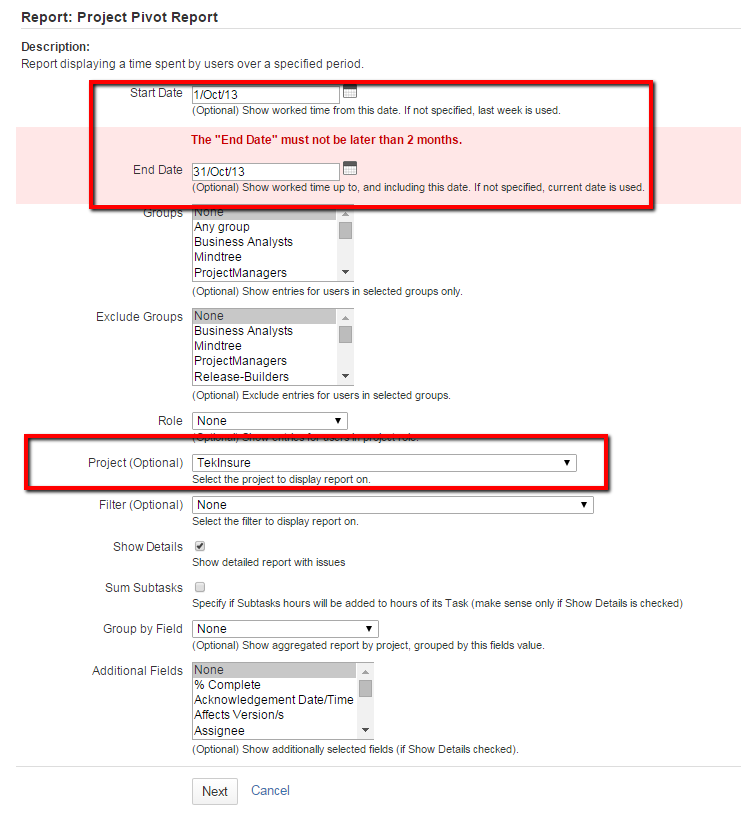 Report: Project Pivot Report
Description:
Report displaying a time spent by users over a specified period.
Start Date 1/Oct/13
(Optional) Show worked time from this date. If not specified, last week is used.
The "End Date" must not be later than 2 months.
End Date 31/Oct/13
(Optional) Show worked time up to, and including this date. If not specified, current date is used.
Groups None
Any group
Business Analysts
Mindtree
ProjectManagers
(Optional) Show entries for users in selected groups only.
Exclude Groups None
Business Analysts
Mindtree
ProjectManagers
Release-Builders
(Optional) Exclude entries for users in selected groups.
Role None
(Optional) Show entries for users in project role.
Project (Optional) TekInsure
Select the project to display report on.
Filter (Optional) None
Select the filter to display report on.
Show Details
Show detailed report with issues
Sum Subtasks
Specify if Subtasks hours will be added to hours of its Task (make sense only if Show Details is checked)
Group by Field None
(Optional) Show aggregated report by project, grouped by this fields value.
Additional Fields None
% Complete
Acknowledgement Date/Time
Affects Version/s
Assignee
(Optional) Show additionally selected fields (if Show Details checked).
Next Cancel